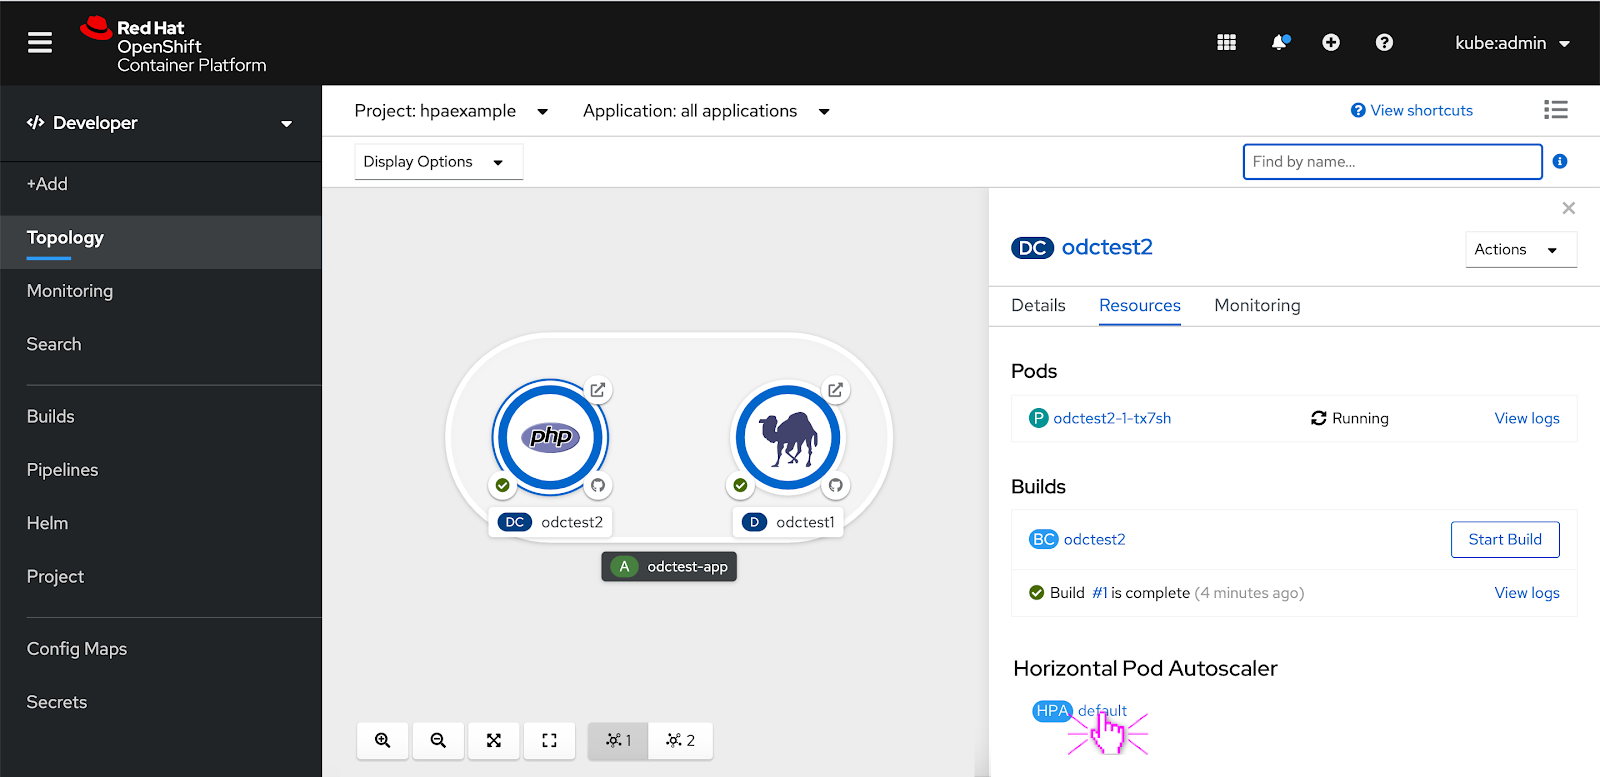 Red Hat
OpenShift
Container Platform
kube:admin
Developer
Project: hpaexample
Application: all applications
View shortcuts
Display Options
Find by name...
+Add
Topology
Monitoring
Search
Builds
Pipelines
Helm
Project
Config Maps
Secrets
php
DC odctest2
D odctest1
A odctest-app
1
2
DC odctest2
Actions
Details Resources Monitoring
Pods
P odctest2-1-tx7sh Running View logs
Builds
BC odctest2 Start Build
Build #1 is complete (4 minutes ago) View logs
Horizontal Pod Autoscaler
HPA default